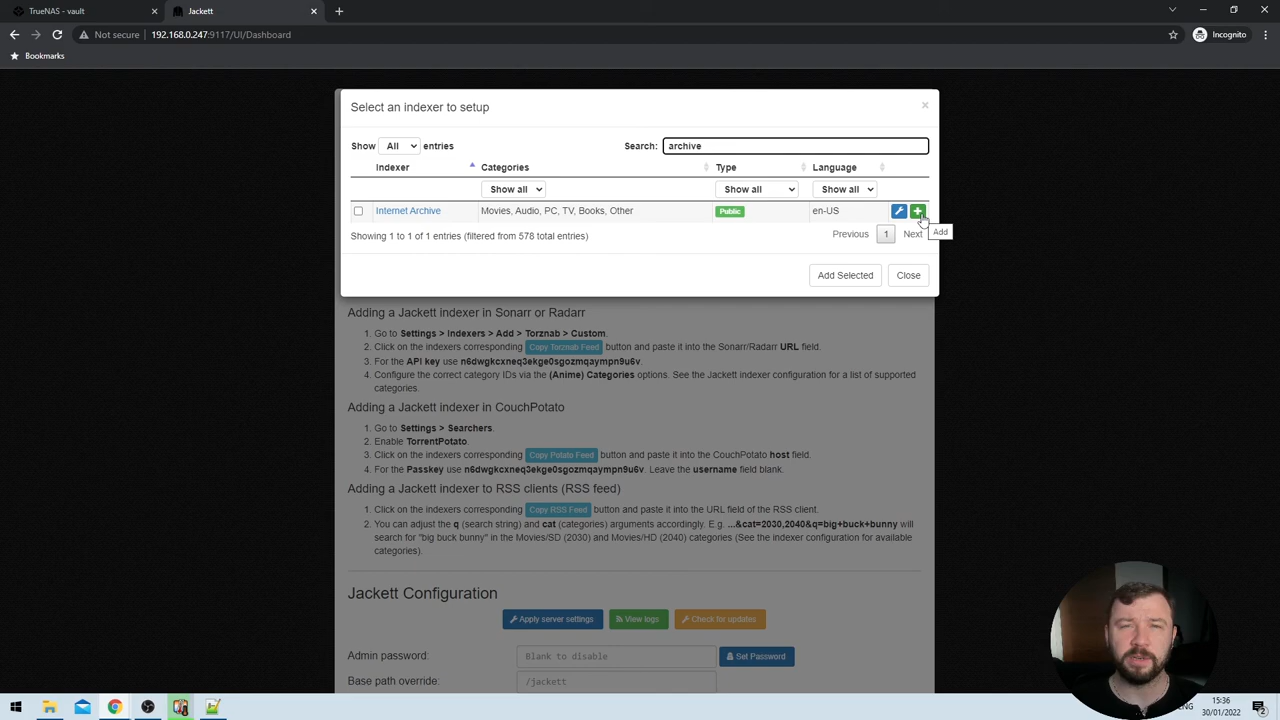 TrueNAS - vault
Jackett
Not secure | 192.168.0.247:9117/UI/Dashboard
Incognito
Bookmarks
Select an indexer to setup
Show All entries
Search: archive
Indexer Categories Type Language
Show all Show all Show all
Internet Archive Movies, Audio, PC, TV, Books, Other Public en-US
Add
Showing 1 to 1 of 1 entries (filtered from 578 total entries)
Previous 1 Next
Add Selected Close
Adding a Jackett indexer in Sonarr or Radarr
1. Go to Settings > Indexers > Add > Torznab > Custom.
2. Click on the indexers corresponding Copy Torznab Feed button and paste it into the Sonarr/Radarr URL field.
3. For the API key use n6dwgkcxneq3ekge0sgozmqaympn9u6v.
4. Configure the correct category IDs via the (Anime) Categories options. See the Jackett indexer configuration for a list of supported
categories.
Adding a Jackett indexer in CouchPotato
1. Go to Settings > Searchers.
2. Enable TorrentPotato.
3. Click on the indexers corresponding Copy Potato Feed button and paste it into the CouchPotato host field.
4. For the Passkey use n6dwgkcxneq3ekge0sgozmqaympn9u6v. Leave the username field blank.
Adding a Jackett indexer to RSS clients (RSS feed)
1. Click on the indexers corresponding Copy RSS Feed button and paste it into the URL field of the RSS client.
2. You can adjust the q (search string) and cat (categories) arguments accordingly. E.g. ...&cat=2030,2040&q=big+buck+bunny will
search for "big buck bunny" in the Movies/SD (2030) and Movies/HD (2040) categories (See the indexer configuration for available
categories).
Jackett Configuration
Apply server settings View logs Check for updates
Admin password: Blank to disable Set Password
Base path override: /jackett
ENG
15:36
30/01/2022
2